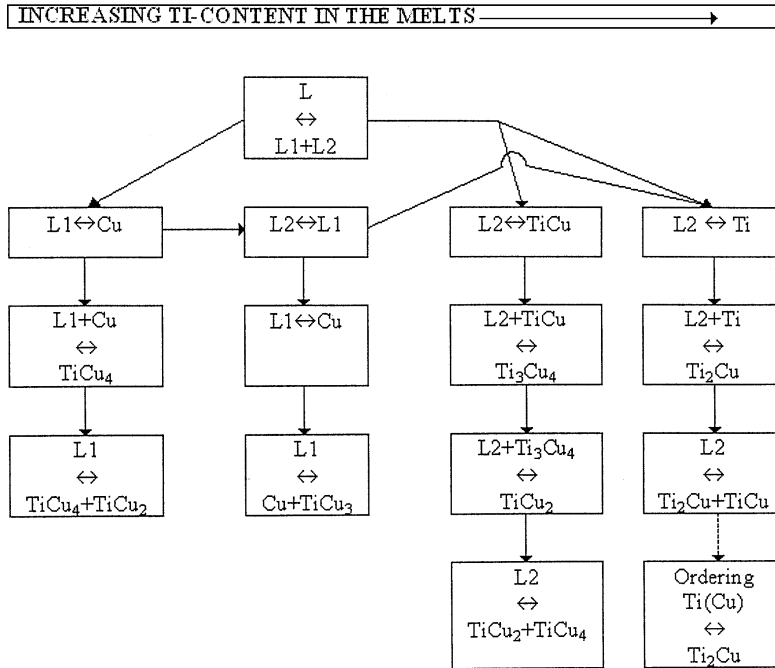 INCREASING TI-CONTENT IN THE MELTS
L
↔
L1+L2
L1↔Cu
L2↔L1
L2↔TiCu
L2 ↔ Ti
L1+Cu
↔
TiCu₄
L1↔Cu
L2+TiCu
↔
Ti₃Cu₄
L2+Ti
↔
Ti₂Cu
L1
↔
TiCu₄+TiCu₂
L1
↔
Cu+TiCu₃
L2+Ti₃Cu₄
↔
TiCu₂
L2
↔
Ti₂Cu+TiCu
L2
↔
TiCu₂+TiCu₄
Ordering
Ti(Cu)
↔
Ti₂Cu